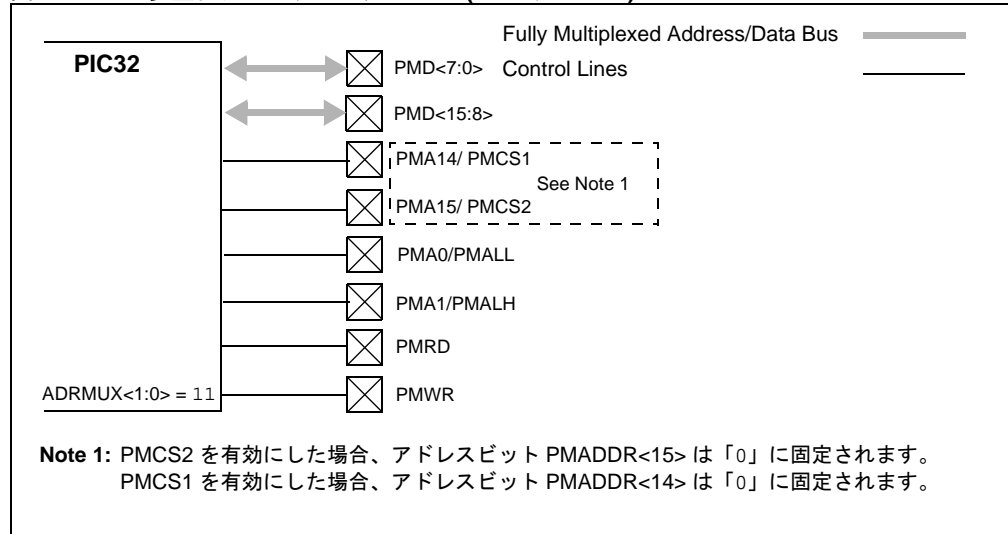 Fully Multiplexed Address/Data Bus
PIC32
PMD<7:0> Control Lines
PMD<15:8>
PMA14/ PMCS1
See Note 1
PMA15/ PMCS2
PMA0/PMALL
PMA1/PMALH
PMRD
ADRMUX<1:0> = 11
PMWR
Note 1: PMCS2 を有効にした場合、アドレスビット PMADDR<15> は「0」に固定されます。
PMCS1 を有効にした場合、アドレスビット PMADDR<14> は「0」に固定されます。